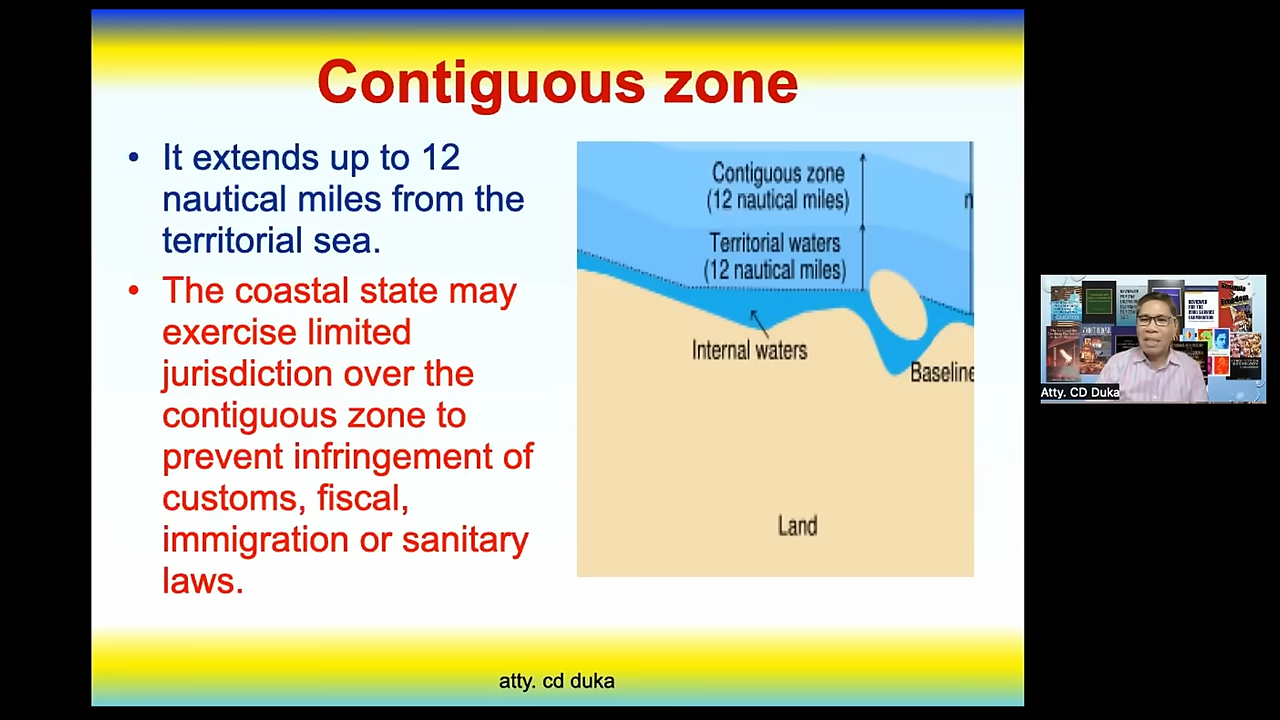 Contiguous zone
• It extends up to 12
nautical miles from the
territorial sea.
• The coastal state may
exercise limited
jurisdiction over the
contiguous zone to
prevent infringement of
customs, fiscal,
immigration or sanitary
laws.
Contiguous zone
(12 nautical miles)
n
Territorial waters
(12 nautical miles)
Internal waters
Baseline
Land
atty. cd duka
Atty. CD Duka